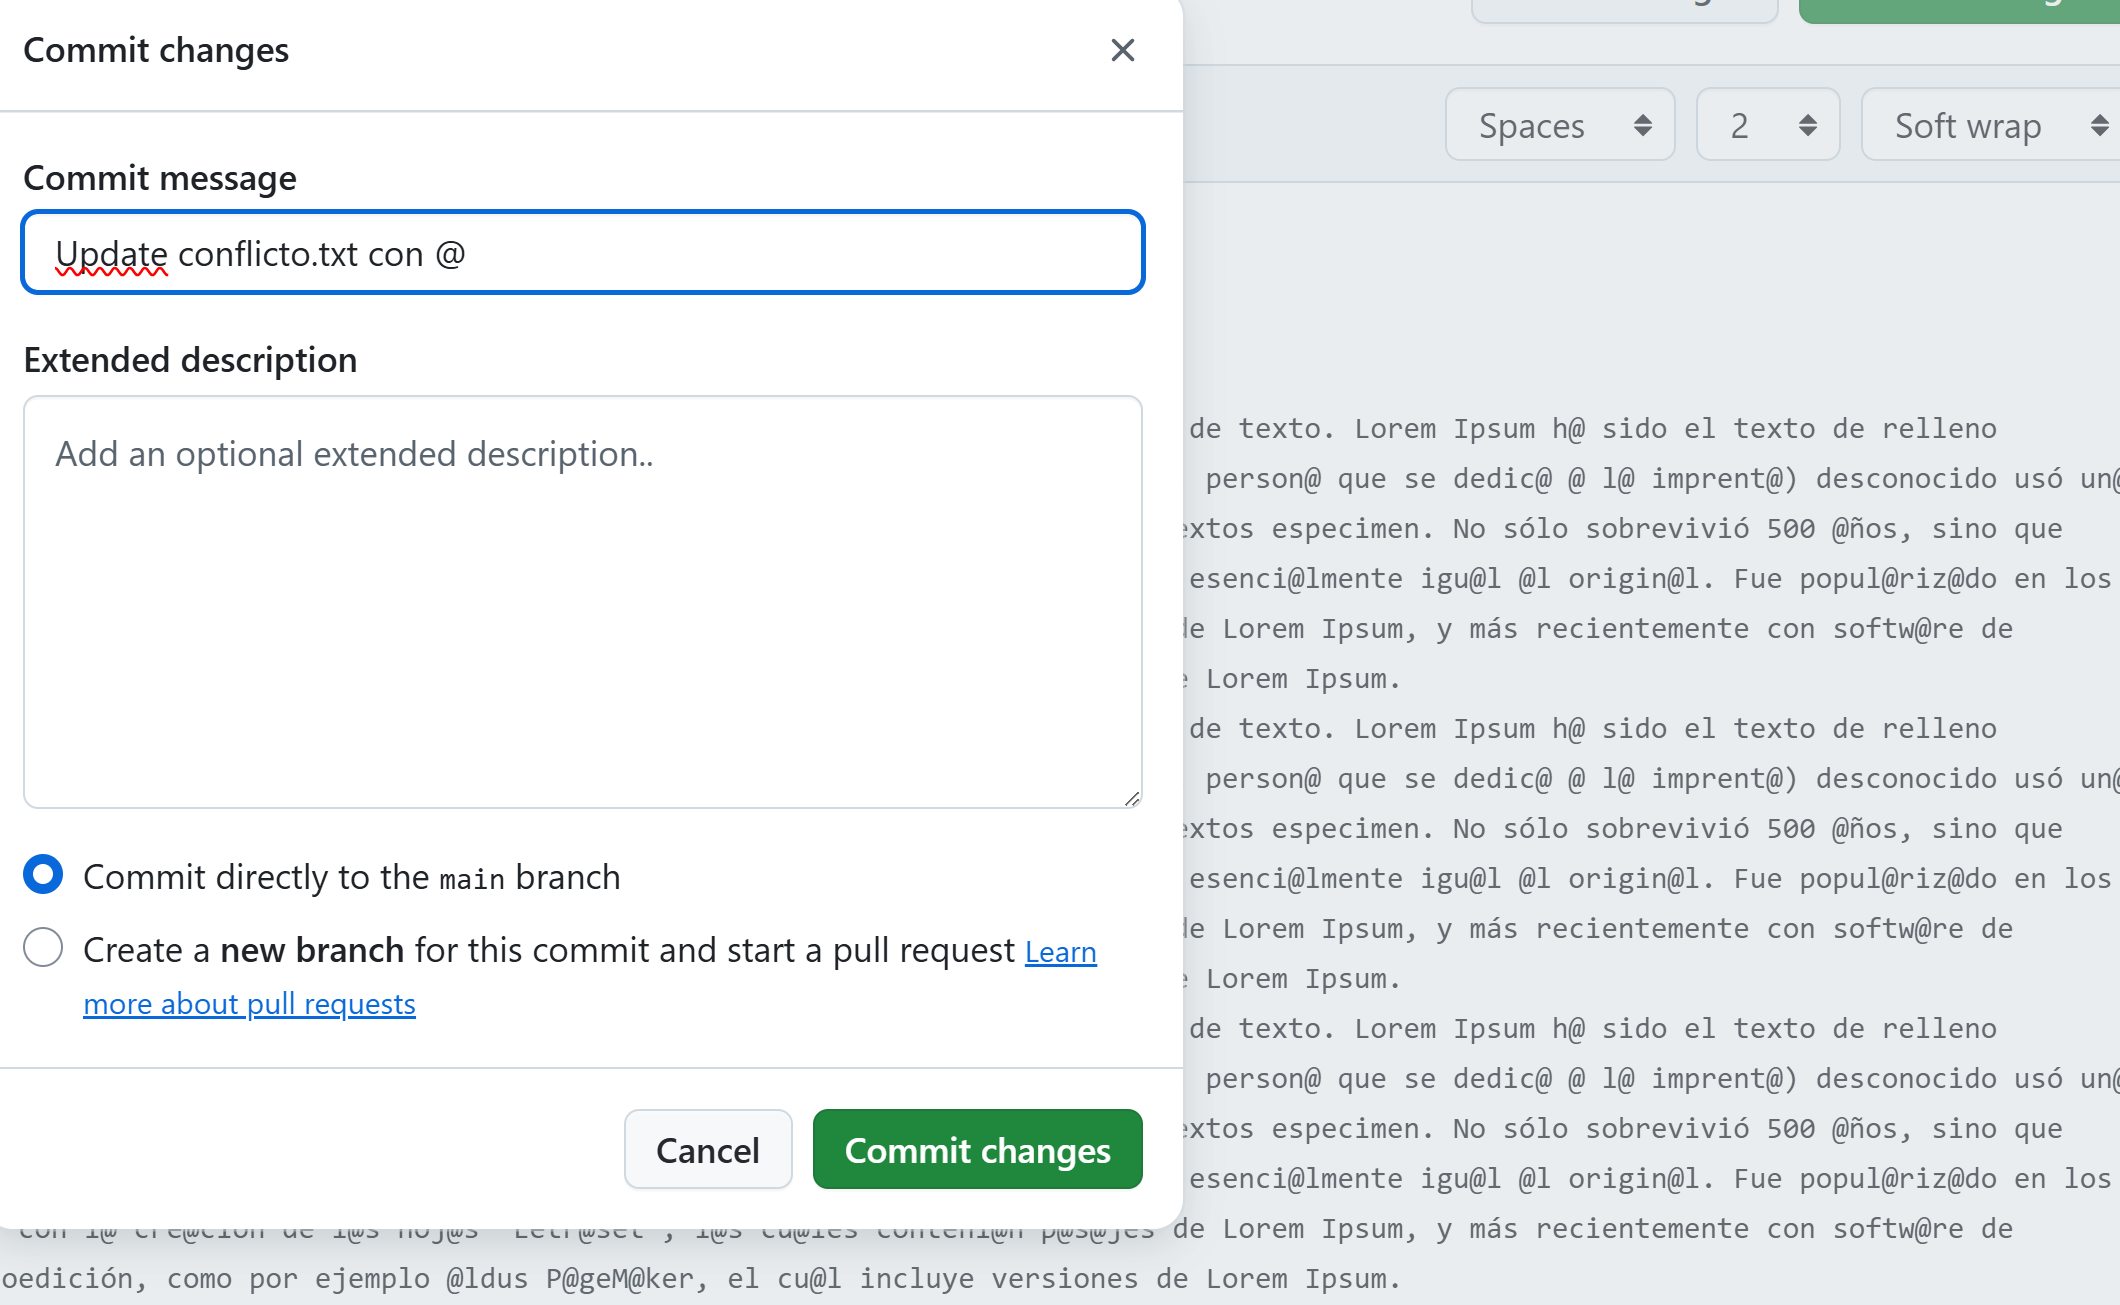 Commit changes
Commit message
Update conflicto.txt con @
Extended description
Add an optional extended description..
Commit directly to the main branch
Create a new branch for this commit and start a pull request Learn
more about pull requests
Cancel
Commit changes
Spaces
2
Soft wrap
de texto. Lorem Ipsum h@ sido el texto de relleno
person@ que se dedic@ @ l@ imprent@) desconocido usó un@
extos especimen. No sólo sobrevivió 500 @ños, sino que
esenci@lmente igu@l @l origin@l. Fue popul@riz@do en los
de Lorem Ipsum, y más recientemente con softw@re de
Lorem Ipsum.
de texto. Lorem Ipsum h@ sido el texto de relleno
person@ que se dedic@ @ l@ imprent@) desconocido usó un@
extos especimen. No sólo sobrevivió 500 @ños, sino que
esenci@lmente igu@l @l origin@l. Fue popul@riz@do en los
de Lorem Ipsum, y más recientemente con softw@re de
Lorem Ipsum.
de texto. Lorem Ipsum h@ sido el texto de relleno
person@ que se dedic@ @ l@ imprent@) desconocido usó un@
extos especimen. No sólo sobrevivió 500 @ños, sino que
esenci@lmente igu@l @l origin@l. Fue popul@riz@do en los
con l@ cre@ción de l@s hoj@s "Letr@set", l@s cu@les contení@n p@s@jes de Lorem Ipsum, y más recientemente con softw@re de
oedición, como por ejemplo @ldus P@geM@ker, el cu@l incluye versiones de Lorem Ipsum.